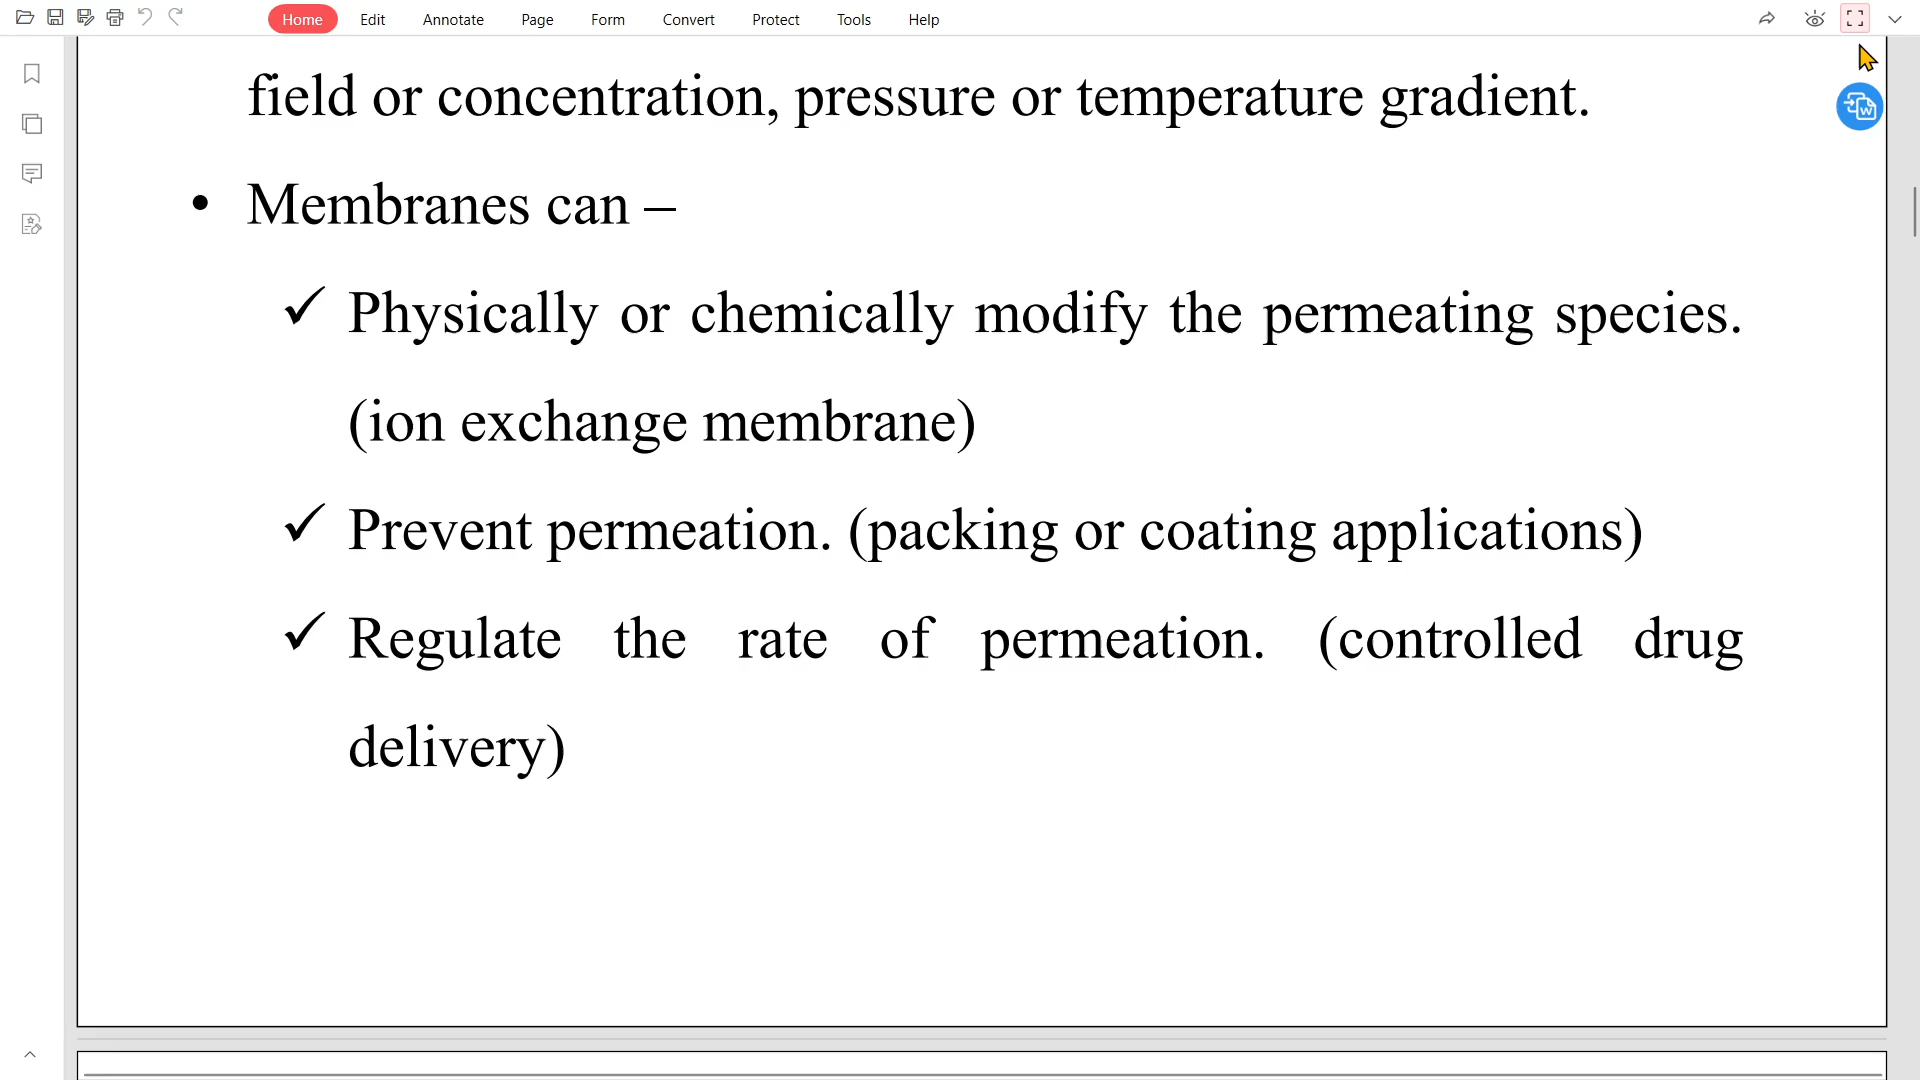 Home Edit Annotate Page Form Convert Protect Tools Help
field or concentration, pressure or temperature gradient.
• Membranes can –
✓ Physically or chemically modify the permeating species.
(ion exchange membrane)
✓ Prevent permeation. (packing or coating applications)
✓ Regulate the rate of permeation. (controlled drug
delivery)